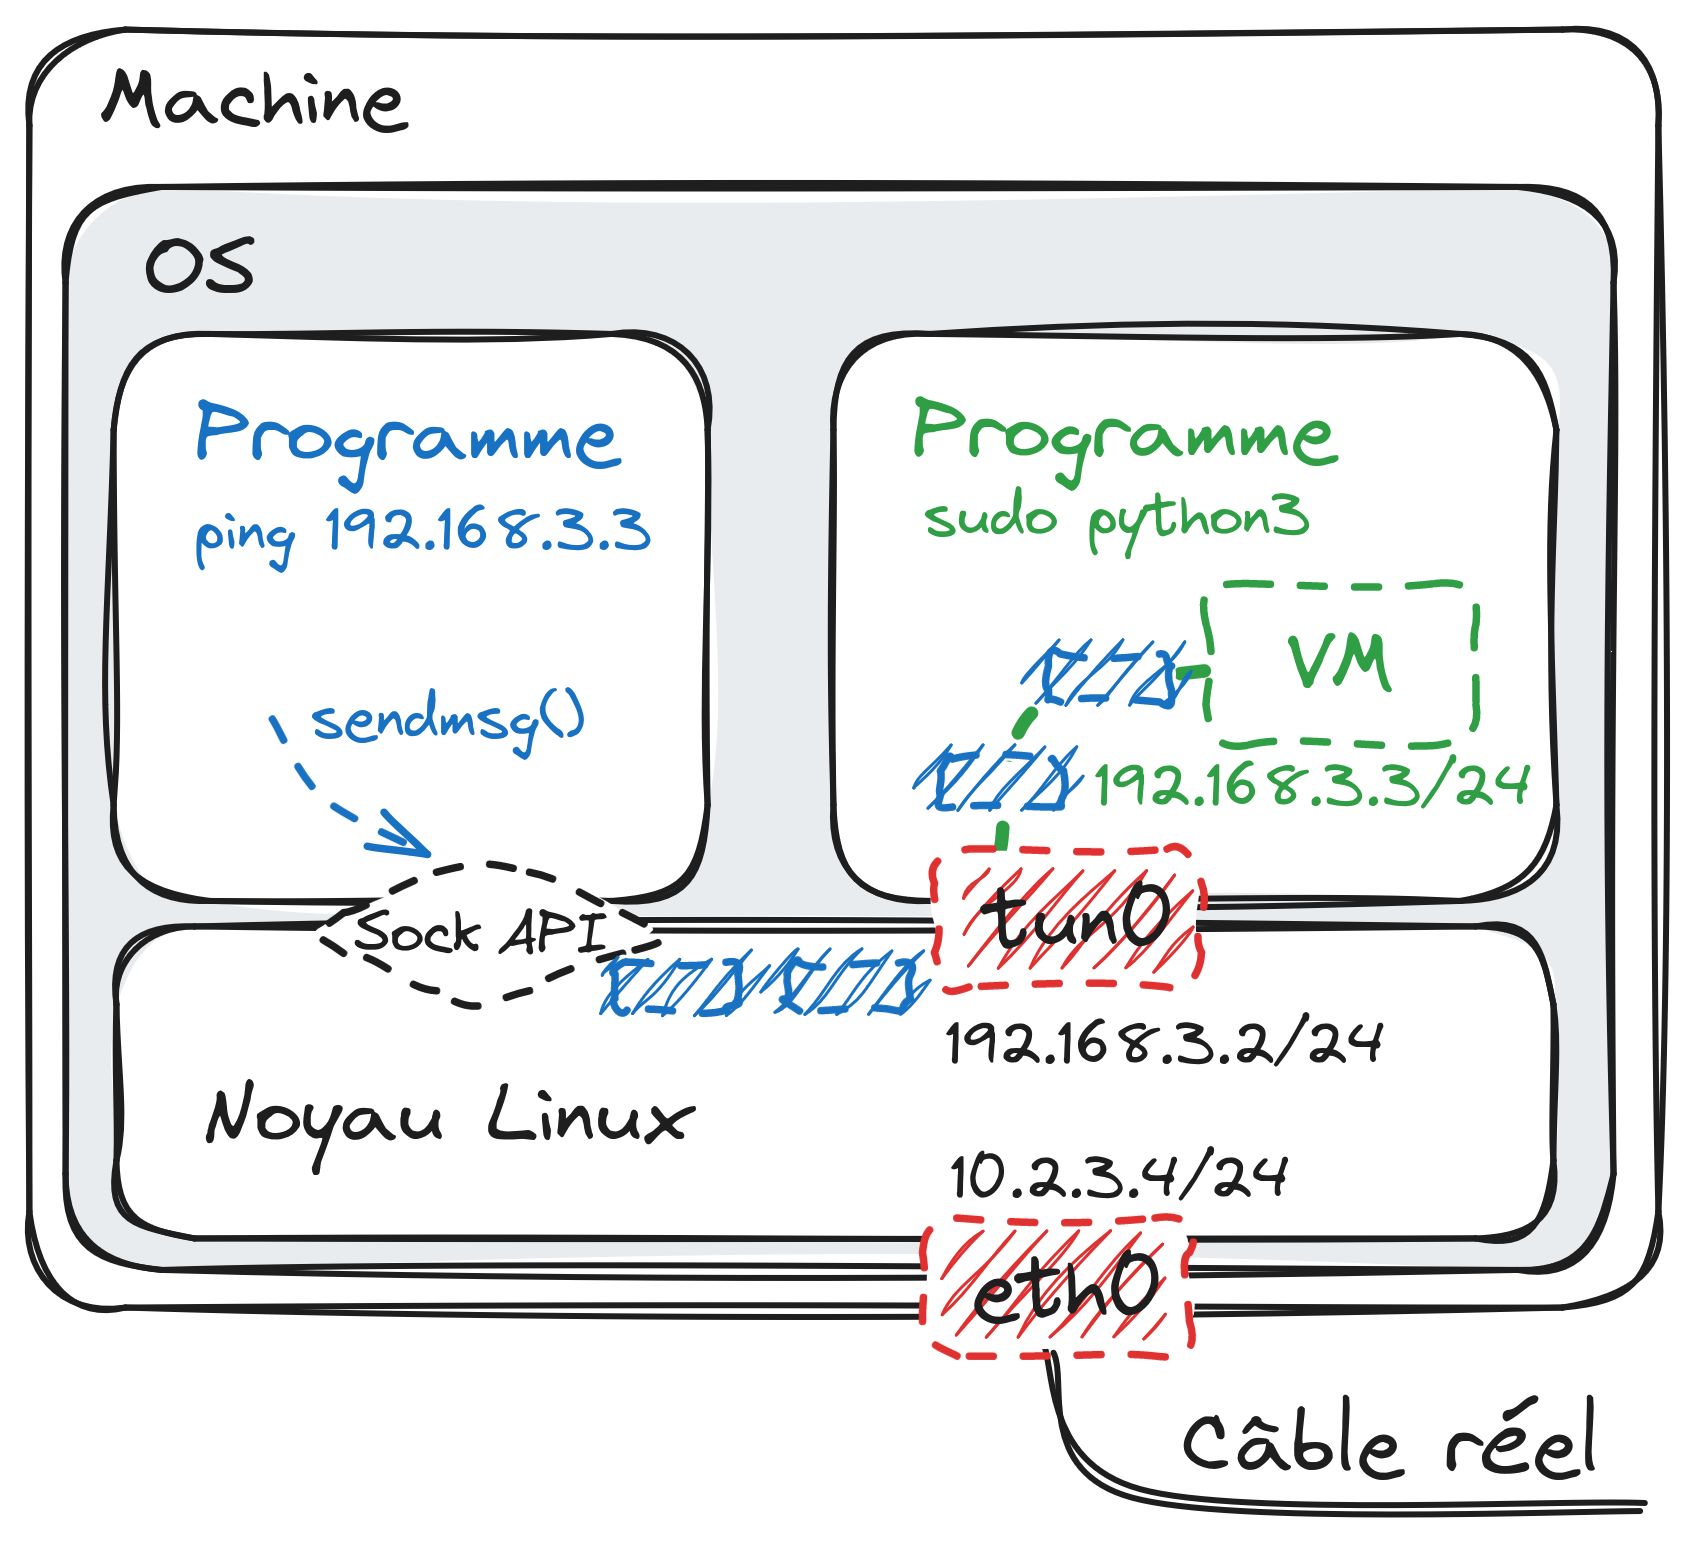 Machine
OS
Programme
ping 192.168.3.3
sendmsg()
Programme
sudo python3
VM
192.168.3.3/24
Sock API
tun0
192.168.3.2/24
Noyau Linux
10.2.3.4/24
eth0
Câble réel